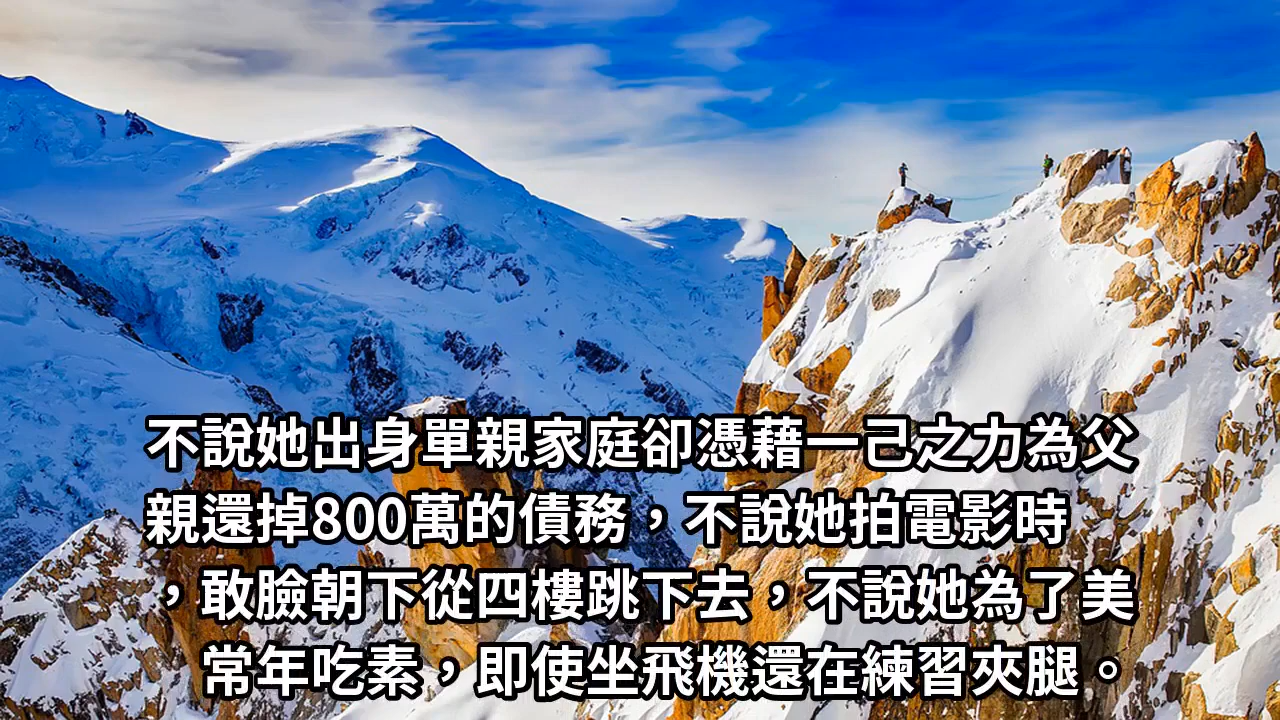 不說她出身單親家庭卻憑藉一己之力為父
親還掉800萬的債務，不說她拍電影時
，敢臉朝下從四樓跳下去，不說她為了美
常年吃素，即使坐飛機還在練習夾腿。